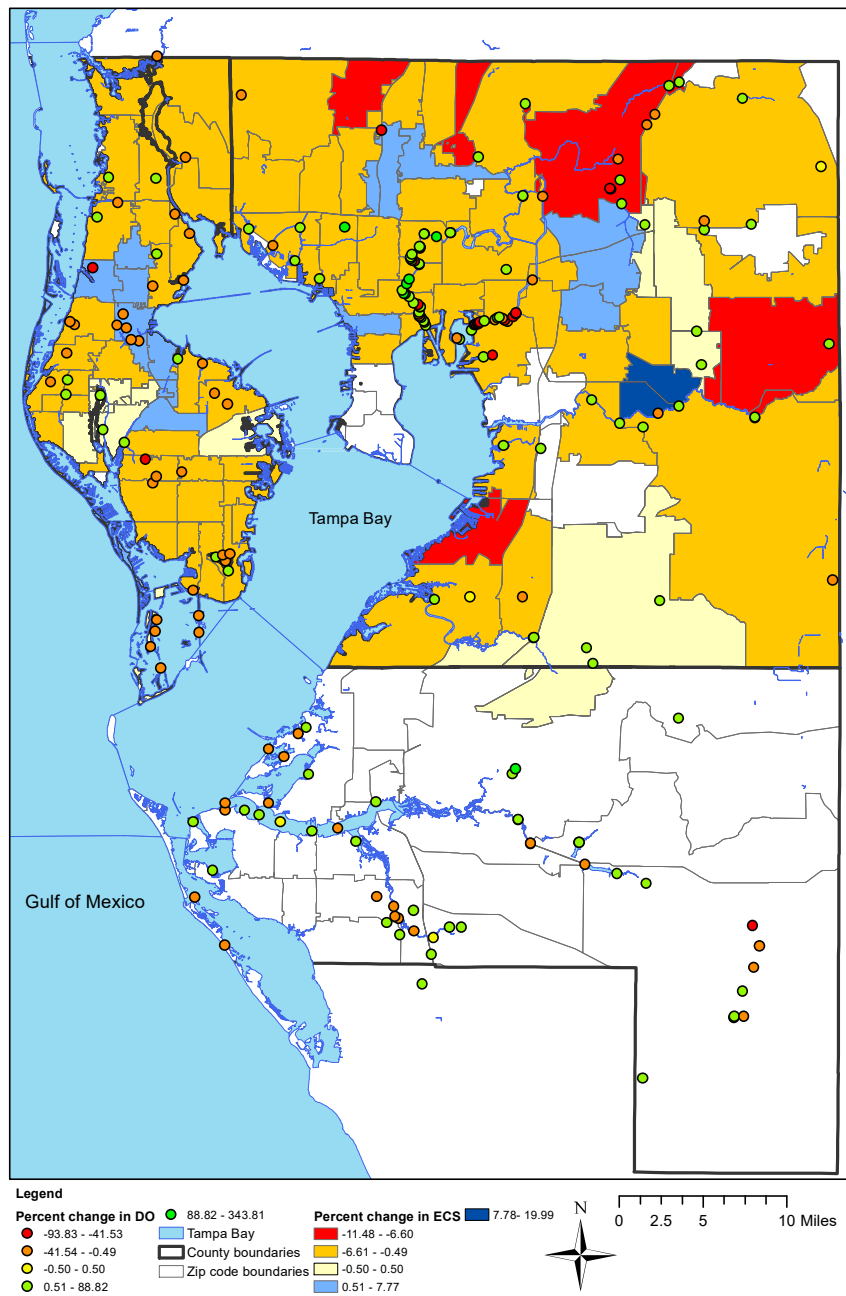 Tampa Bay
Gulf of Mexico
Legend
Percent change in DO
-93.83 - -41.53
-41.54 - -0.49
-0.50 - 0.50
0.51 - 88.82
88.82 - 343.81
Tampa Bay
County boundaries
Zip code boundaries
Percent change in ECS
-11.48 - -6.60
-6.61 - -0.49
-0.50 - 0.50
0.51 - 7.77
7.78- 19.99
N
0 2.5 5 10 Miles